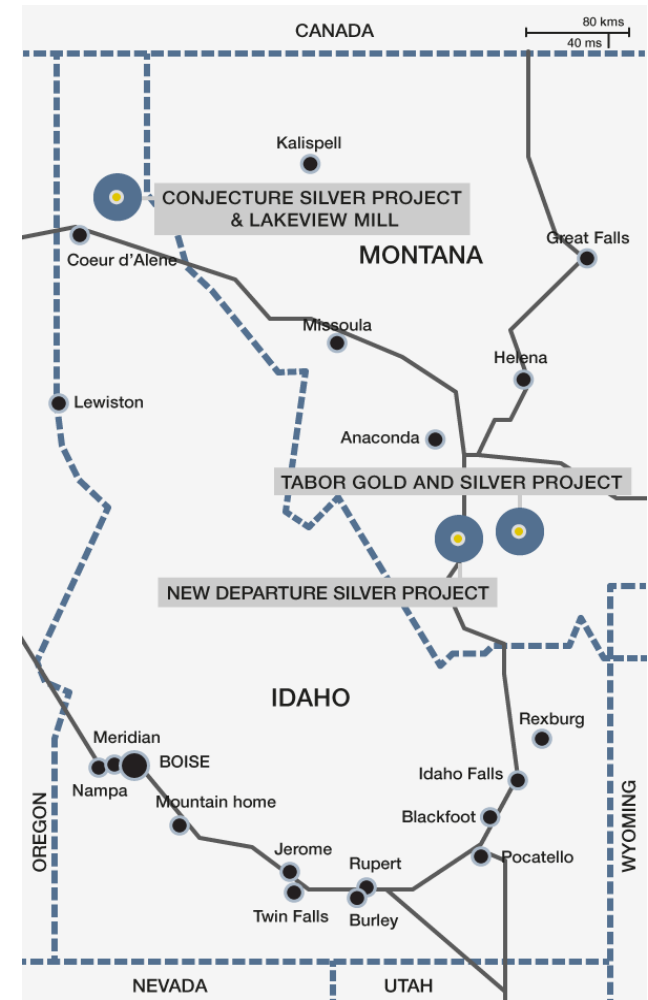 80 kms
CANADA
40 ms
Kalispell
CONJECTURE SILVER PROJECT
& LAKEVIEW MILL
Great Falls
MONTANA
Coeur d'Alene
Missoula
Helena
Lewiston
Anaconda
TABOR GOLD AND SILVER PROJECT
NEW DEPARTURE SILVER PROJECT
IDAHO
Rexburg
Meridian
BOISE
Idaho Falls
Nampa
Mountain home
Blackfoot
OREGON
WYOMING
Jerome
Rupert
Pocatello
Twin Falls
Burley
NEVADA
UTAH